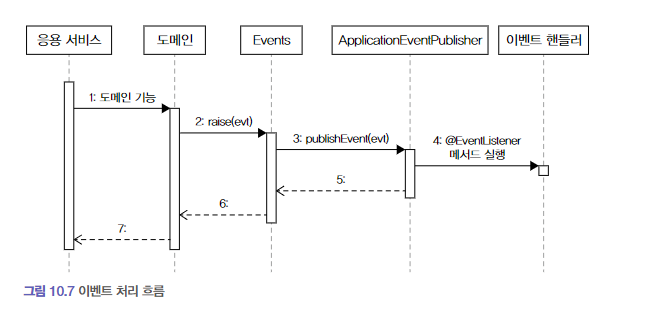 응용 서비스
도메인
Events
ApplicationEventPublisher
이벤트 핸들러
1: 도메인 기능
2: raise(evt)
3: publishEvent(evt)
4: @EventListener
메서드 실행
5:
6:
7:
그림 10.7 이벤트 처리 흐름